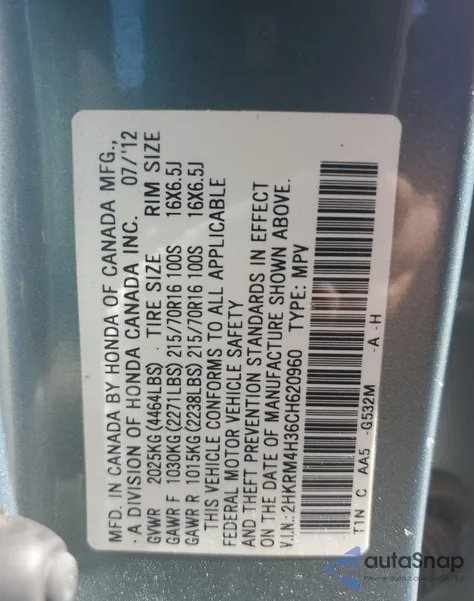 MFD. IN CANADA BY HONDA OF CANADA MFG.,
A DIVISION OF HONDA CANADA INC. 07/'12
GVWR 2025KG(4464LBS) TIRE SIZE RIM SIZE
GAWR F 1030KG(2271LBS) 215/70R16 100S 16X6.5J
GAWR R 1015KG(2238LBS) 215/70R16 100S 16X6.5J
THIS VEHICLE CONFORMS TO ALL APPLICABLE
FEDERAL MOTOR VEHICLE SAFETY
AND THEFT PREVENTION STANDARDS IN EFFECT
ON THE DATE OF MANUFACTURE SHOWN ABOVE.
V.I.N.:2HKRM4H36CH620960 TYPE: MPV
T1N C AA5 -G532M -A -H
autoSnap